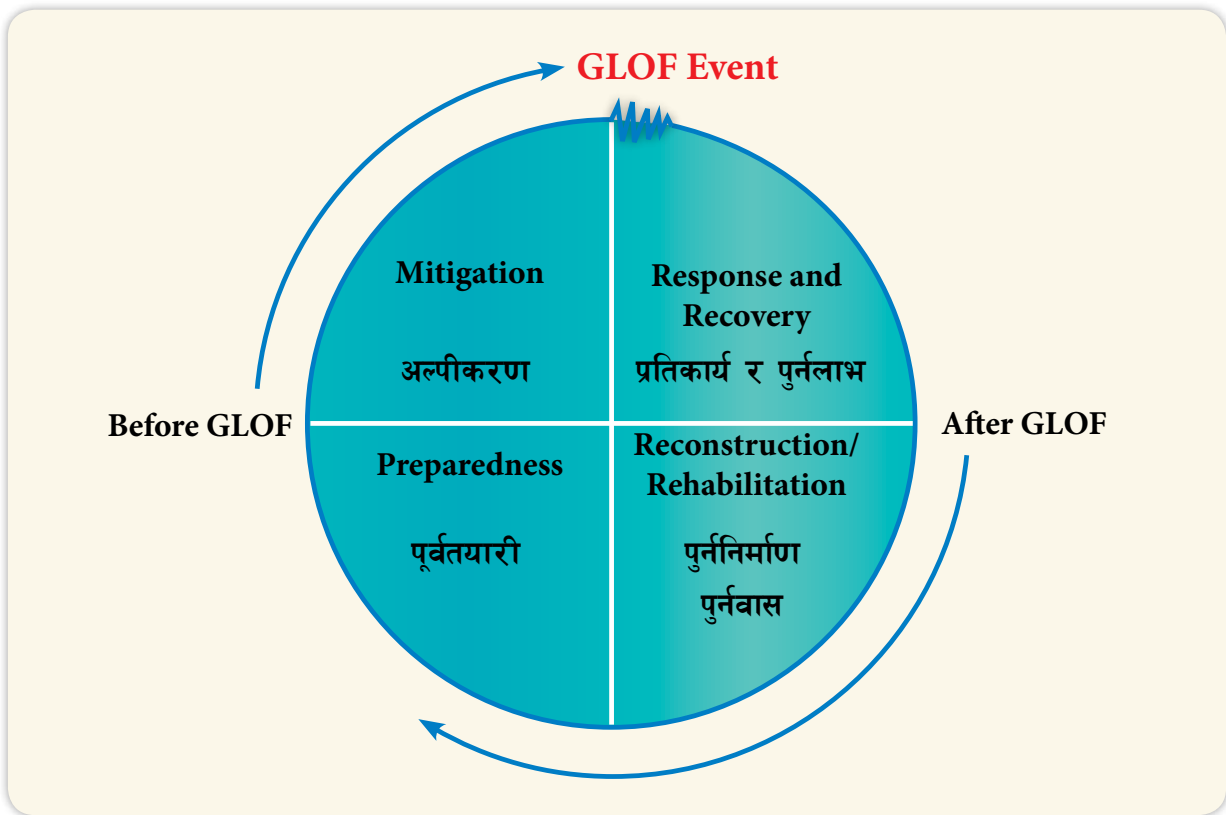 GLOF Event
Mitigation
अल्पीकरण
Response and
Recovery
प्रतिकार्य र पुर्नलाभ
Before GLOF
After GLOF
Preparedness
पूर्वतयारी
Reconstruction/
Rehabilitation
पुर्ननिर्माण
पुर्नवास